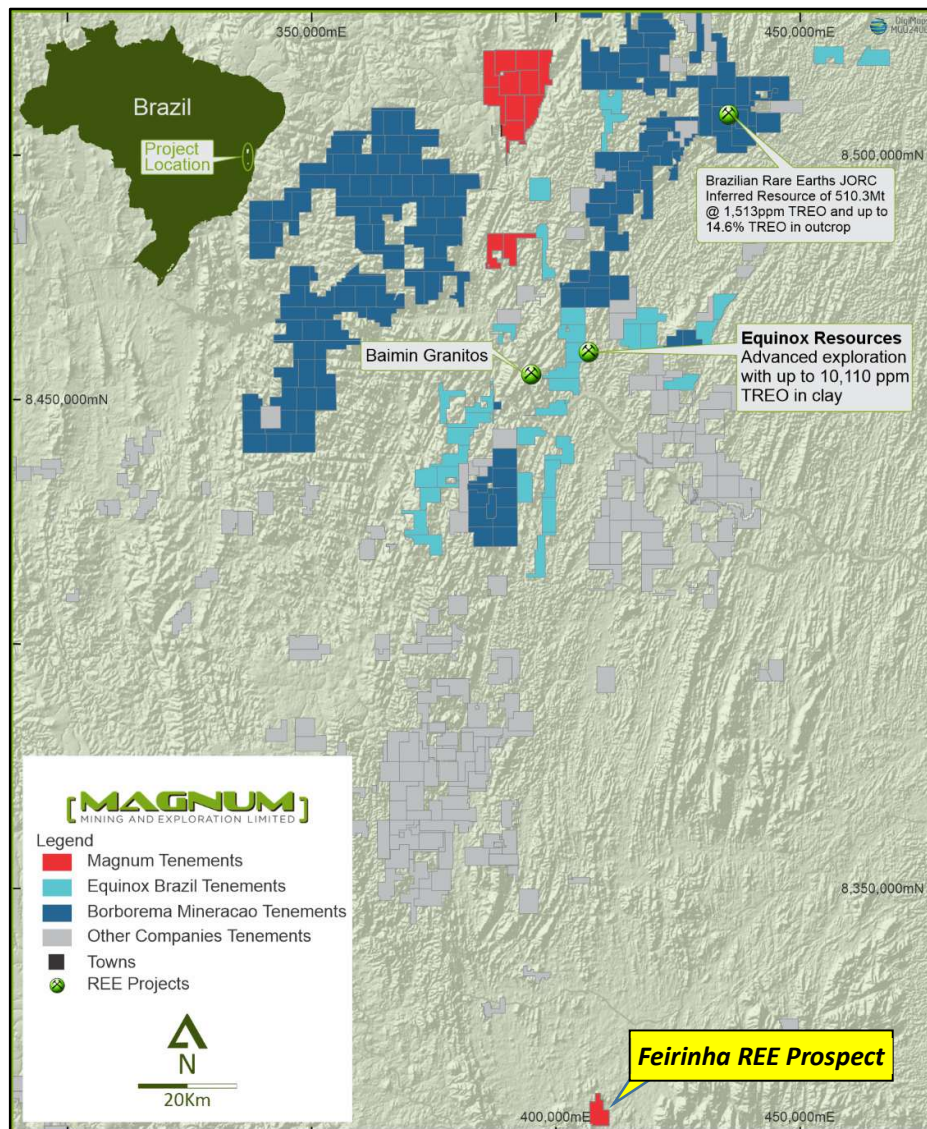 350,000mE
450,000mE
DigiMaps
Brazil
Project
Location
8,500,000mN
Brazilian Rare Earths JORC
Inferred Resource of 510.3Mt
@ 1,513ppm TREO and up to
14.6% TREO in outcrop
Baimin Granitos
Equinox Resources
Advanced exploration
with up to 10,110 ppm
TREO in clay
8,450,000mN
[MAGNUM]
MINING AND EXPLORATION LIMITED
Legend
Magnum Tenements
Equinox Brazil Tenements
Borborema Mineracao Tenements
Other Companies Tenements
Towns
REE Projects
N
20Km
8,350,000mN
Feirinha REE Prospect
400,000mE
450,000mE